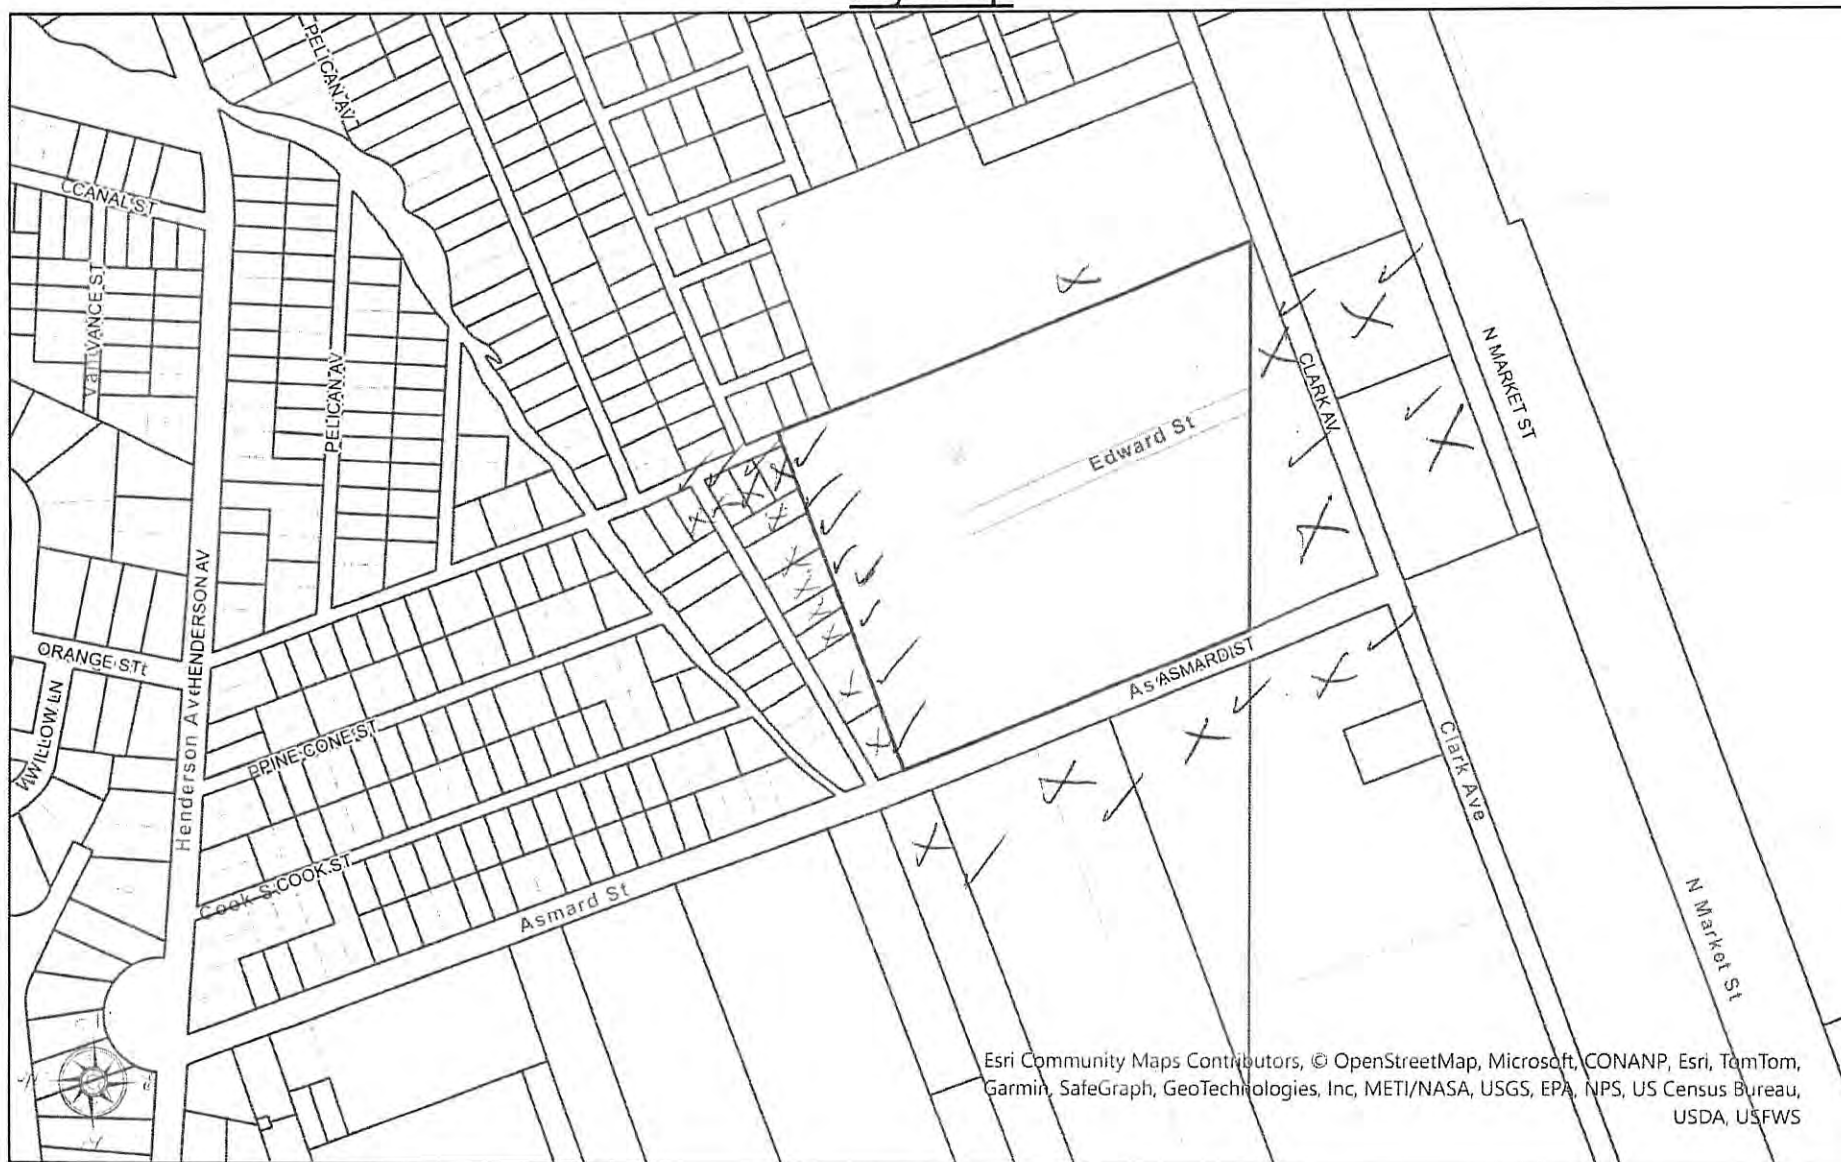 PELICAN AV
CANAL ST
VANCE ST
PELICAN AV
N MARKET ST
CLARK AV
Edward St
HENDERSON AV
ORANGE ST
WILLOW LN
Henderson Av
PINE CONE ST
ASMARD ST
Clark Ave
COOK ST
Asmard St
N Market St
Esri Community Maps Contributors, © OpenStreetMap, Microsoft, CONANP, Esri, TomTom,
Garmin, SafeGraph, GeoTechnologies, Inc, METI/NASA, USGS, EPA, NPS, US Census Bureau,
USDA, USFWS